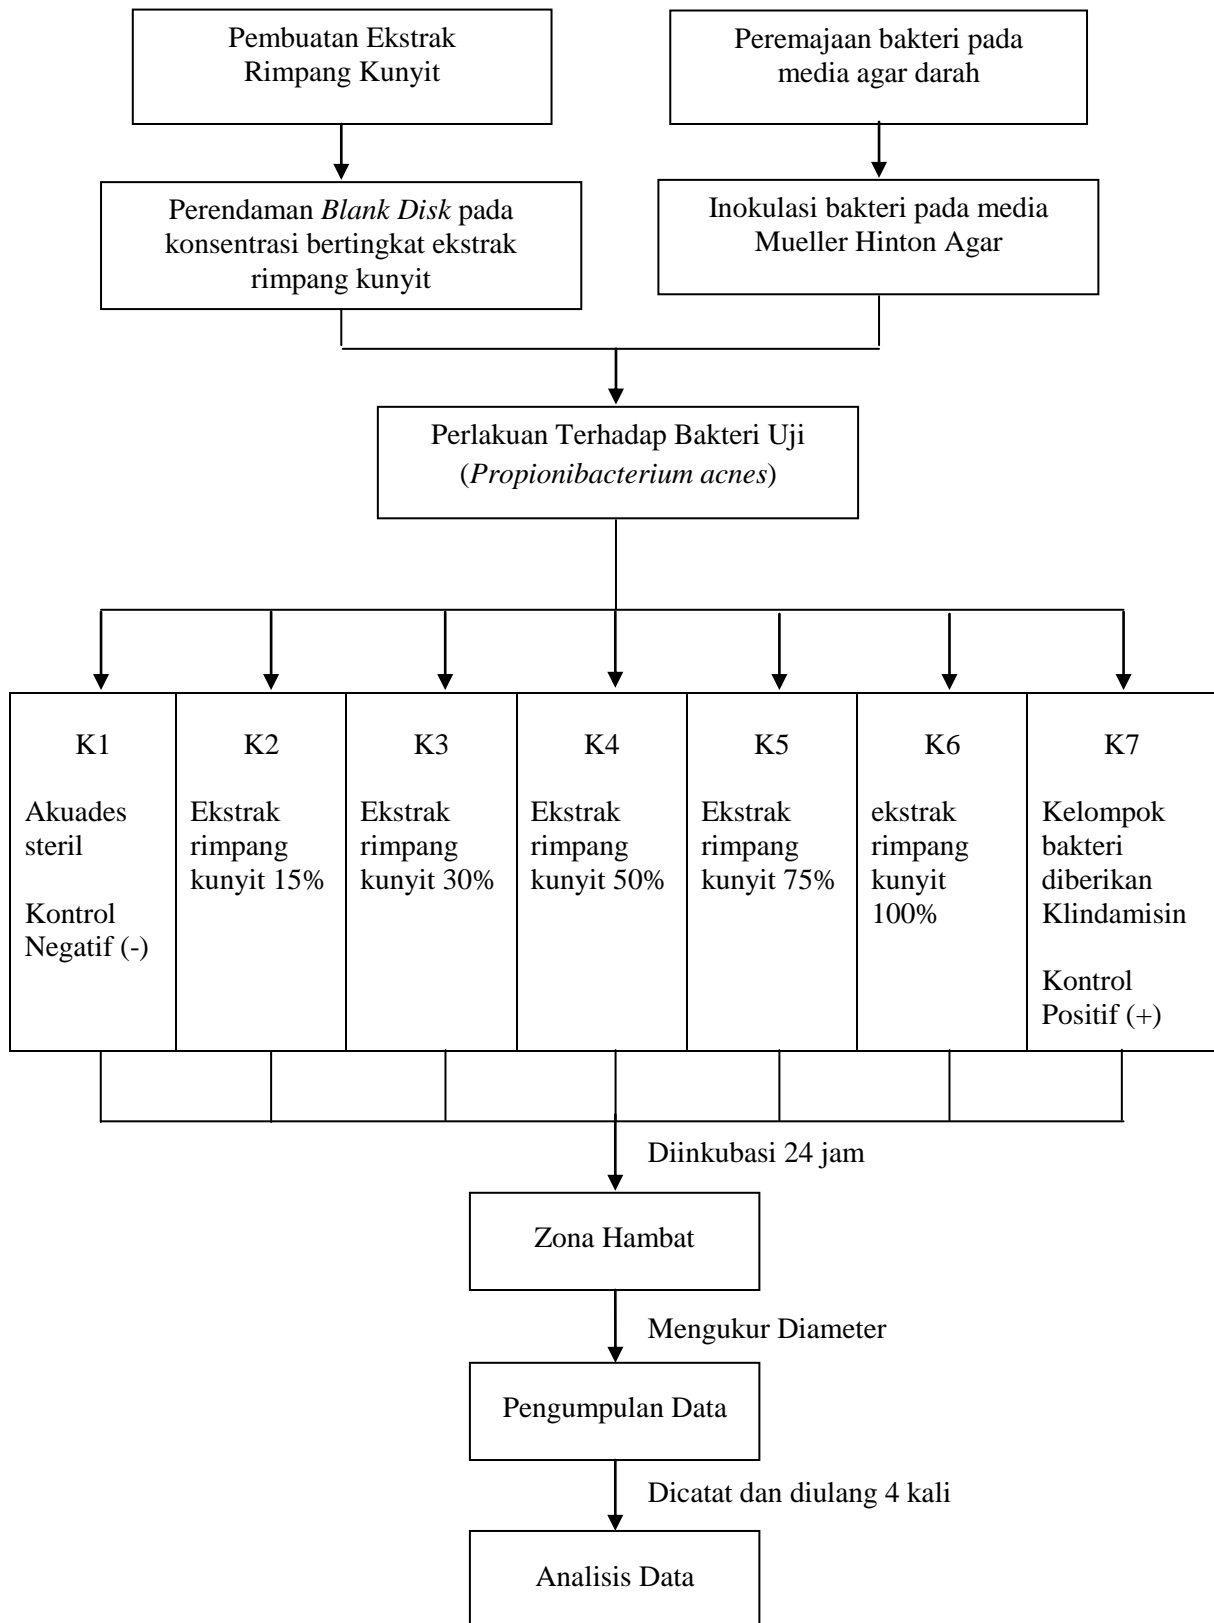 Pembuatan Ekstrak
Rimpang Kunyit
Peremajaan bakteri pada
media agar darah
Perendaman Blank Disk pada
konsentrasi bertingkat ekstrak
rimpang kunyit
Inokulasi bakteri pada media
Mueller Hinton Agar
Perlakuan Terhadap Bakteri Uji
(Propionibacterium acnes)
K1
Akuades
steril
Kontrol
Negatif (-)
K2
Ekstrak
rimpang
kunyit 15%
K3
Ekstrak
rimpang
kunyit 30%
K4
Ekstrak
rimpang
kunyit 50%
K5
Ekstrak
rimpang
kunyit 75%
K6
ekstrak
rimpang
kunyit
100%
K7
Kelompok
bakteri
diberikan
Klindamisin
Kontrol
Positif (+)
Diinkubasi 24 jam
Zona Hambat
Mengukur Diameter
Pengumpulan Data
Dicatat dan diulang 4 kali
Analisis Data